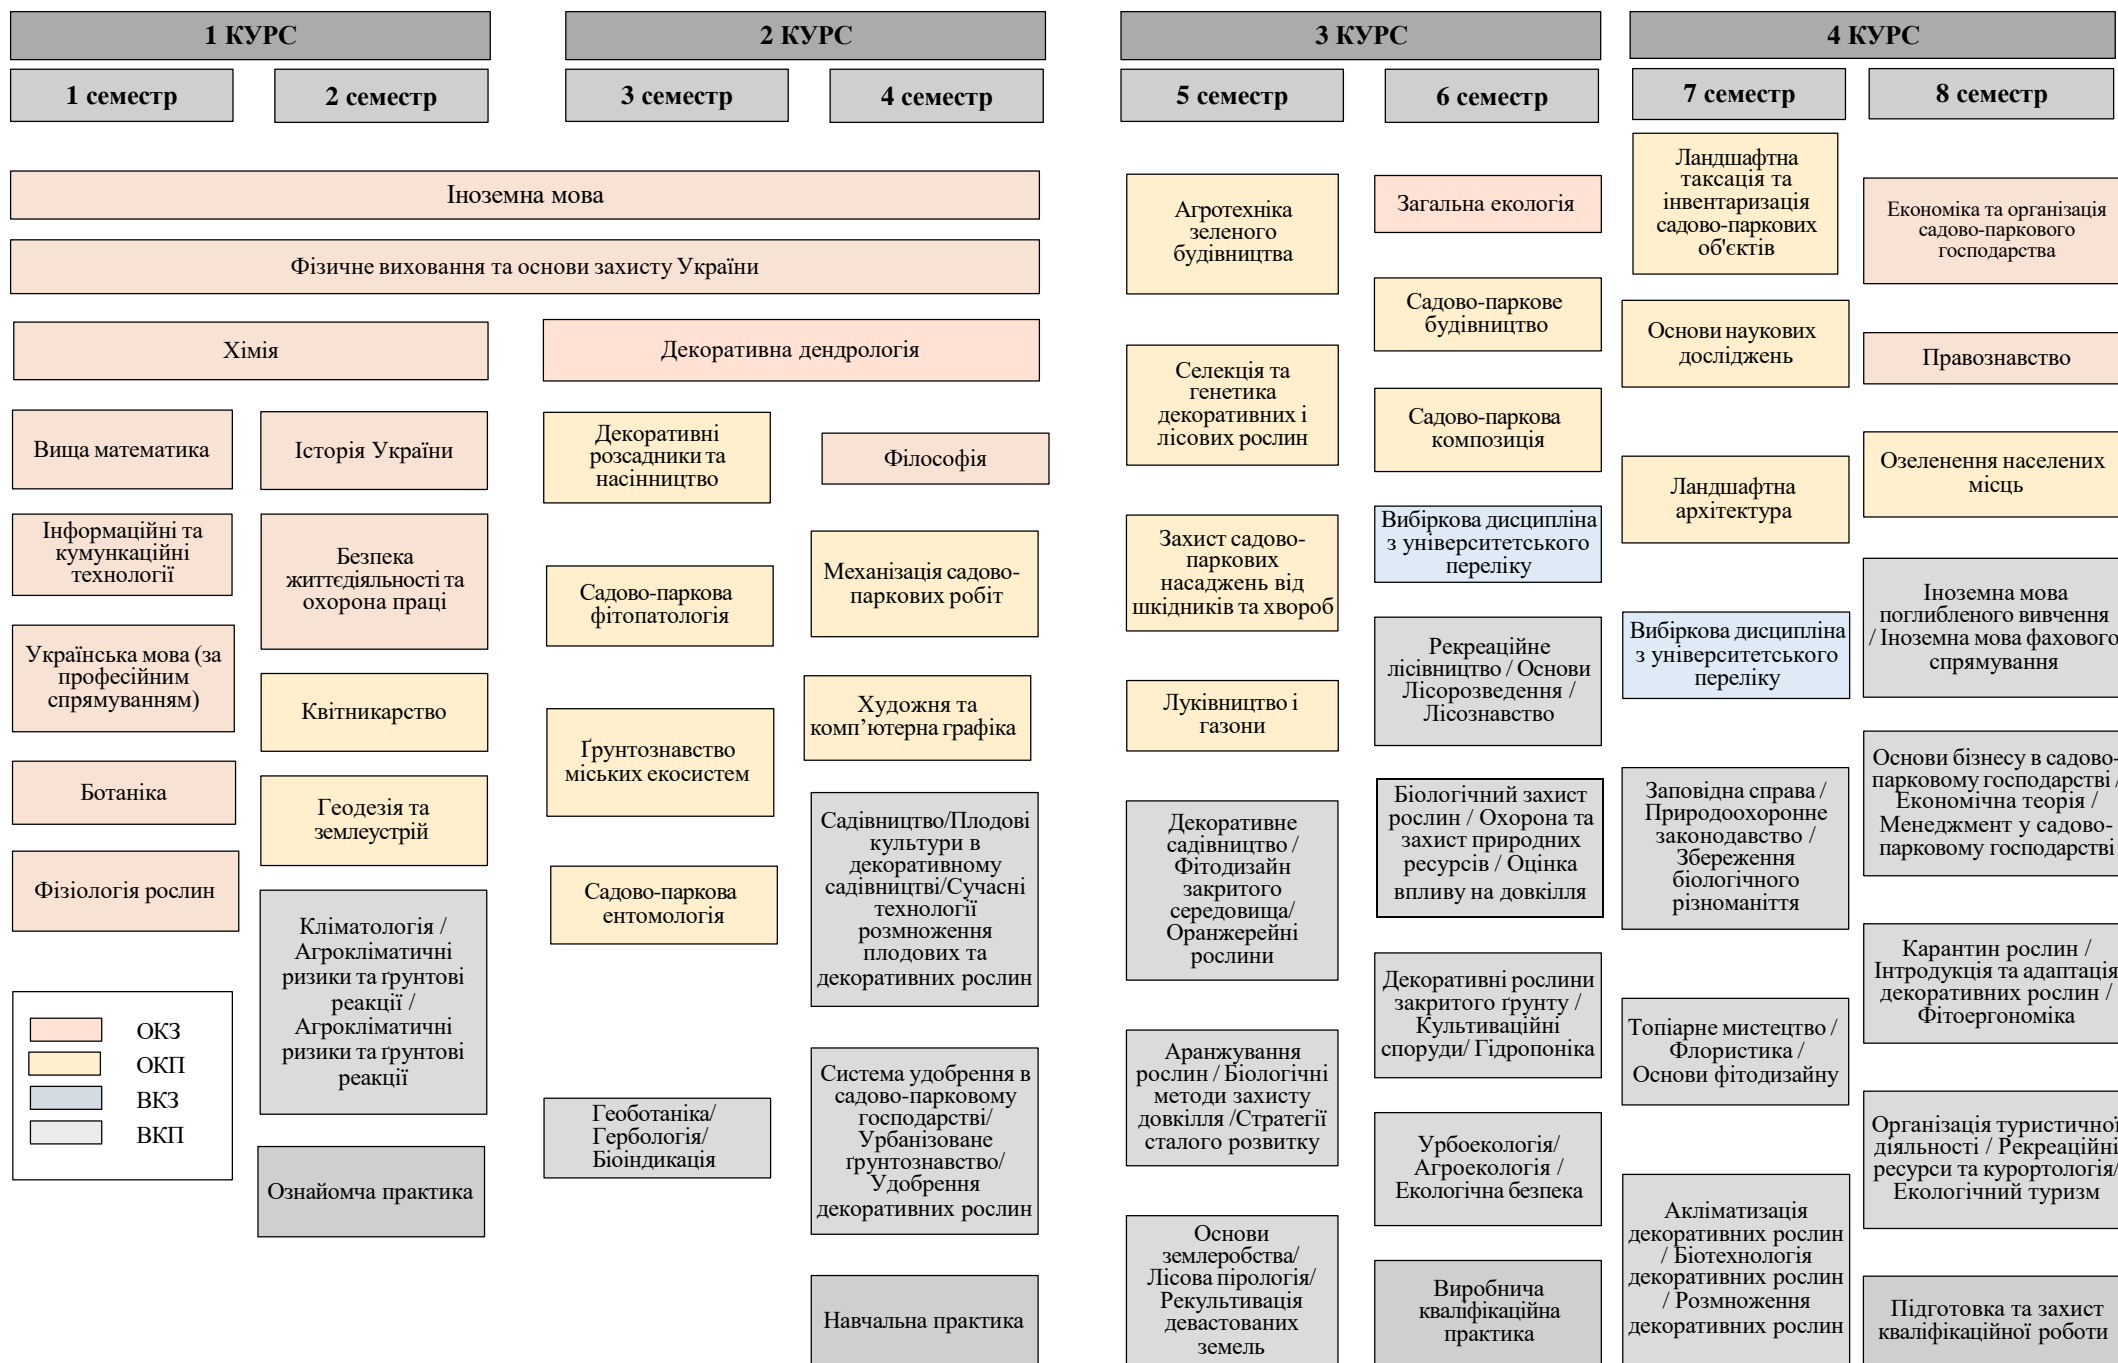 1 КУРС
2 КУРС
3 КУРС
4 КУРС
1 семестр
2 семестр
3 семестр
4 семестр
5 семестр
6 семестр
7 семестр
8 семестр
Іноземна мова
Фізичне виховання та основи захисту України
Хімія
Декоративна дендрологія
Вища математика
Інформаційні та
кумункаційні
технології
Українська мова (за
професійним
спрямуванням)
Ботаніка
Фізіологія рослин
ОКЗ
ОКП
ВКЗ
ВКП
Історія України
Безпека
життєдіяльності та
охорона праці
Квітникарство
Геодезія та
землеустрій
Кліматологія /
Агрокліматичні
ризики та ґрунтові
реакції /
Агрокліматичні
ризики та ґрунтові
реакції
Ознайомча практика
Декоративні
розсадники та
насінництво
Садово-паркова
фітопатологія
Ґрунтознавство
міських екосистем
Садово-паркова
ентомологія
Геоботаніка/
Гербологія/
Біоіндикація
Філософія
Механізація садово-
паркових робіт
Художня та
комп’ютерна графіка
Садівництво/Плодові
культури в
декоративному
садівництві/Сучасні
технології
розмноження
плодових та
декоративних рослин
Система удобрення в
садово-парковому
господарстві/
Урбанізоване
ґрунтознавство/
Удобрення
декоративних рослин
Навчальна практика
Агротехніка
зеленого
будівництва
Селекція та
генетика
декоративних і
лісових рослин
Захист садово-
паркових
насаджень від
шкідників та хвороб
Луківництво і
газони
Декоративне
садівництво /
Фітодизайн
закритого
середовища/
Оранжерейні
рослини
Аранжування
рослин / Біологічні
методи захисту
довкілля /Стратегії
сталого розвитку
Основи
землеробства/
Лісова пірологія/
Рекультивація
девастованих
земель
Загальна екологія
Садово-паркове
будівництво
Садово-паркова
композиція
Вибіркова дисципліна
з університетського
переліку
Рекреаційне
лісівництво / Основи
Лісорозведення /
Лісознавство
Біологічний захист
рослин / Охорона та
захист природних
ресурсів / Оцінка
впливу на довкілля
Декоративні рослини
закритого ґрунту /
Культиваційні
споруди/ Гідропоніка
Урбоекологія/
Агроекологія /
Екологічна безпека
Виробнича
кваліфікаційна
практика
Ландшафтна
таксація та
інвентаризація
садово-паркових
об'єктів
Основи наукових
досліджень
Ландшафтна
архітектура
Вибіркова дисципліна
з університетського
переліку
Заповідна справа /
Природоохоронне
законодавство /
Збереження
біологічного
різноманіття
Топіарне мистецтво /
Флористика /
Основи фітодизайну
Акліматизація
декоративних рослин
/ Біотехнологія
декоративних рослин
/ Розмноження
декоративних рослин
Економіка та організація
садово-паркового
господарства
Правознавство
Озеленення населених
місць
Іноземна мова
поглибленого вивчення
/ Іноземна мова фахового
спрямування
Основи бізнесу в садово-
парковому господарстві /
Економічна теорія /
Менеджмент у садово-
парковому господарстві
Карантин рослин /
Інтродукція та адаптація
декоративних рослин /
Фітоергономіка
Організація туристичної
діяльності / Рекреаційні
ресурси та курортологія/
Екологічний туризм
Підготовка та захист
кваліфікаційної роботи